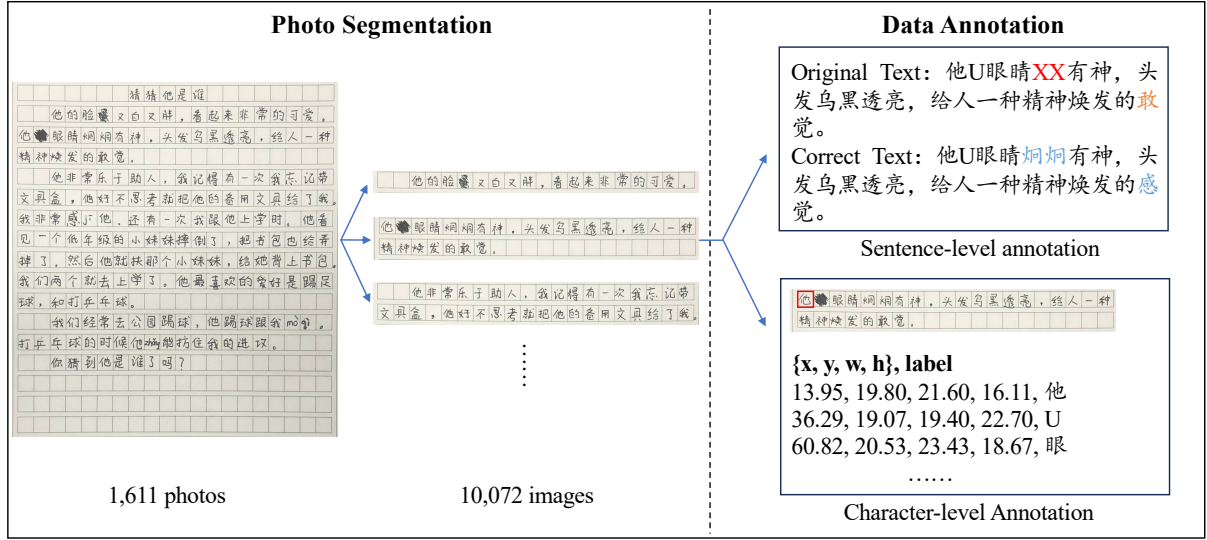 Photo Segmentation
猜猜他是谁
他的脸又白又胖，看起来非常的可爱。
他眼睛有神，头发乌黑透亮，给人一种
精神焕发的敢觉。
他非常乐于助人，我记得有一次我忘记带
文具盒，他好不思考就把他的备用文具给了我。
我非常感他，还有一次我跟他上学时，他看
见一个低年级的小妹妹摔倒了，把书包也给弄
掉了，然后他就扶那个小妹妹，给她背上书包。
我们两个就去上学了。他最喜欢的爱好是踢足
球，和打乒乓球。
我们经常去公园踢球，他踢球跟我mò qì。
打乒乓球的时候他能抗住我的进攻。
你猜到他是谁了吗？
1,611 photos
他的脸又白又胖，看起来非常的可爱。
他眼睛有神，头发乌黑透亮，给人一种
精神焕发的敢觉。
他非常乐于助人，我记得有一次我忘记带
文具盒，他好不思考就把他的备用文具给了我。
……
10,072 images
Data Annotation
Original Text：他U眼睛XX有神，头
发乌黑透亮，给人一种精神焕发的敢
觉。
Correct Text：他U眼睛炯炯有神，头
发乌黑透亮，给人一种精神焕发的感
觉。
Sentence-level annotation
他眼睛有神，头发乌黑透亮，给人一种
精神焕发的敢觉。
{x, y, w, h}, label
13.95, 19.80, 21.60, 16.11, 他
36.29, 19.07, 19.40, 22.70, U
60.82, 20.53, 23.43, 18.67, 眼
……
Character-level Annotation